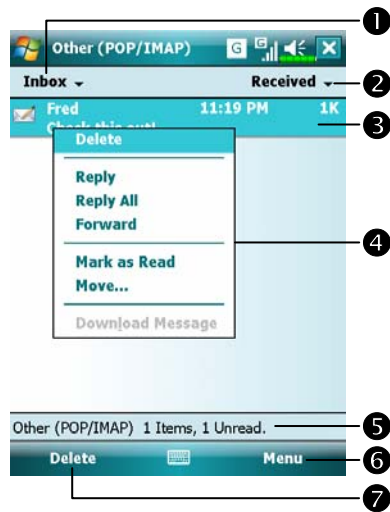 1
Other (POP/IMAP) G
Inbox Received 2
Fred 11:19 PM 1K 3
Check this out!
Delete
Reply
Reply All
Forward 4
Mark as Read
Move...
Download Message
Other (POP/IMAP) 1 Items, 1 Unread. 5
Delete Menu 6
7